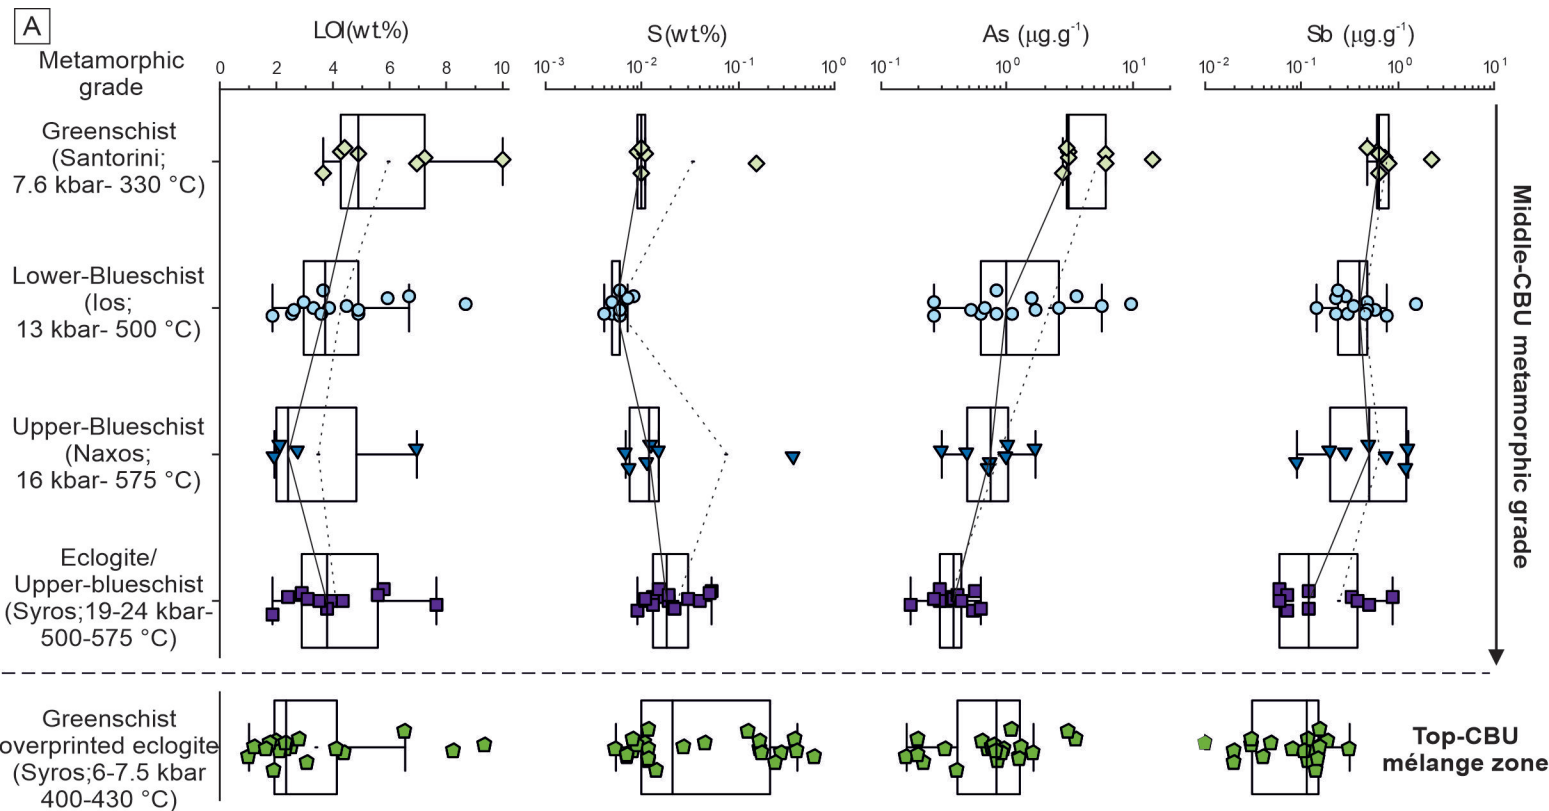 A
LOI(wt%)
S(wt%)
As (µg.g⁻¹)
Sb (µg.g⁻¹)
Metamorphic
grade
0 2 4 6 8 10
10⁻³ 10⁻² 10⁻¹ 10⁰
10⁻¹ 10⁰ 10¹
10⁻² 10⁻¹ 10⁰ 10¹
Greenschist
(Santorini;
7.6 kbar- 330 °C)
Lower-Blueschist
(Ios;
13 kbar- 500 °C)
Upper-Blueschist
(Naxos;
16 kbar- 575 °C)
Eclogite/
Upper-blueschist
(Syros;19-24 kbar-
500-575 °C)
Middle-CBU metamorphic grade
Greenschist
overprinted eclogite
(Syros;6-7.5 kbar
400-430 °C)
Top-CBU
mélange zone